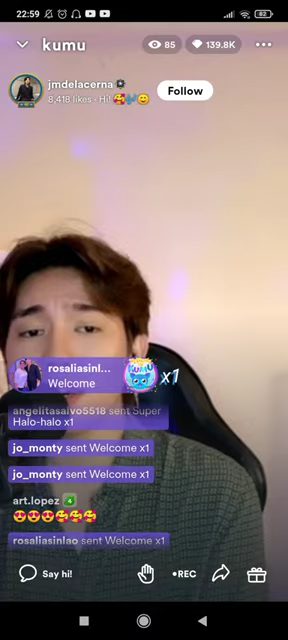 22:59
82
kumu
85
139.8K
jmdelacerna
8,418 likes · Hi! 🥰💙😊
Follow
rosaliasinl...
Welcome
KUMU
x1
angelitasalvo5518 sent Super
Halo-halo x1
jo_monty sent Welcome x1
jo_monty sent Welcome x1
art.lopez 4
😍😍😍🥰🥰🥰
rosaliasinlao sent Welcome x1
Say hi!
•REC